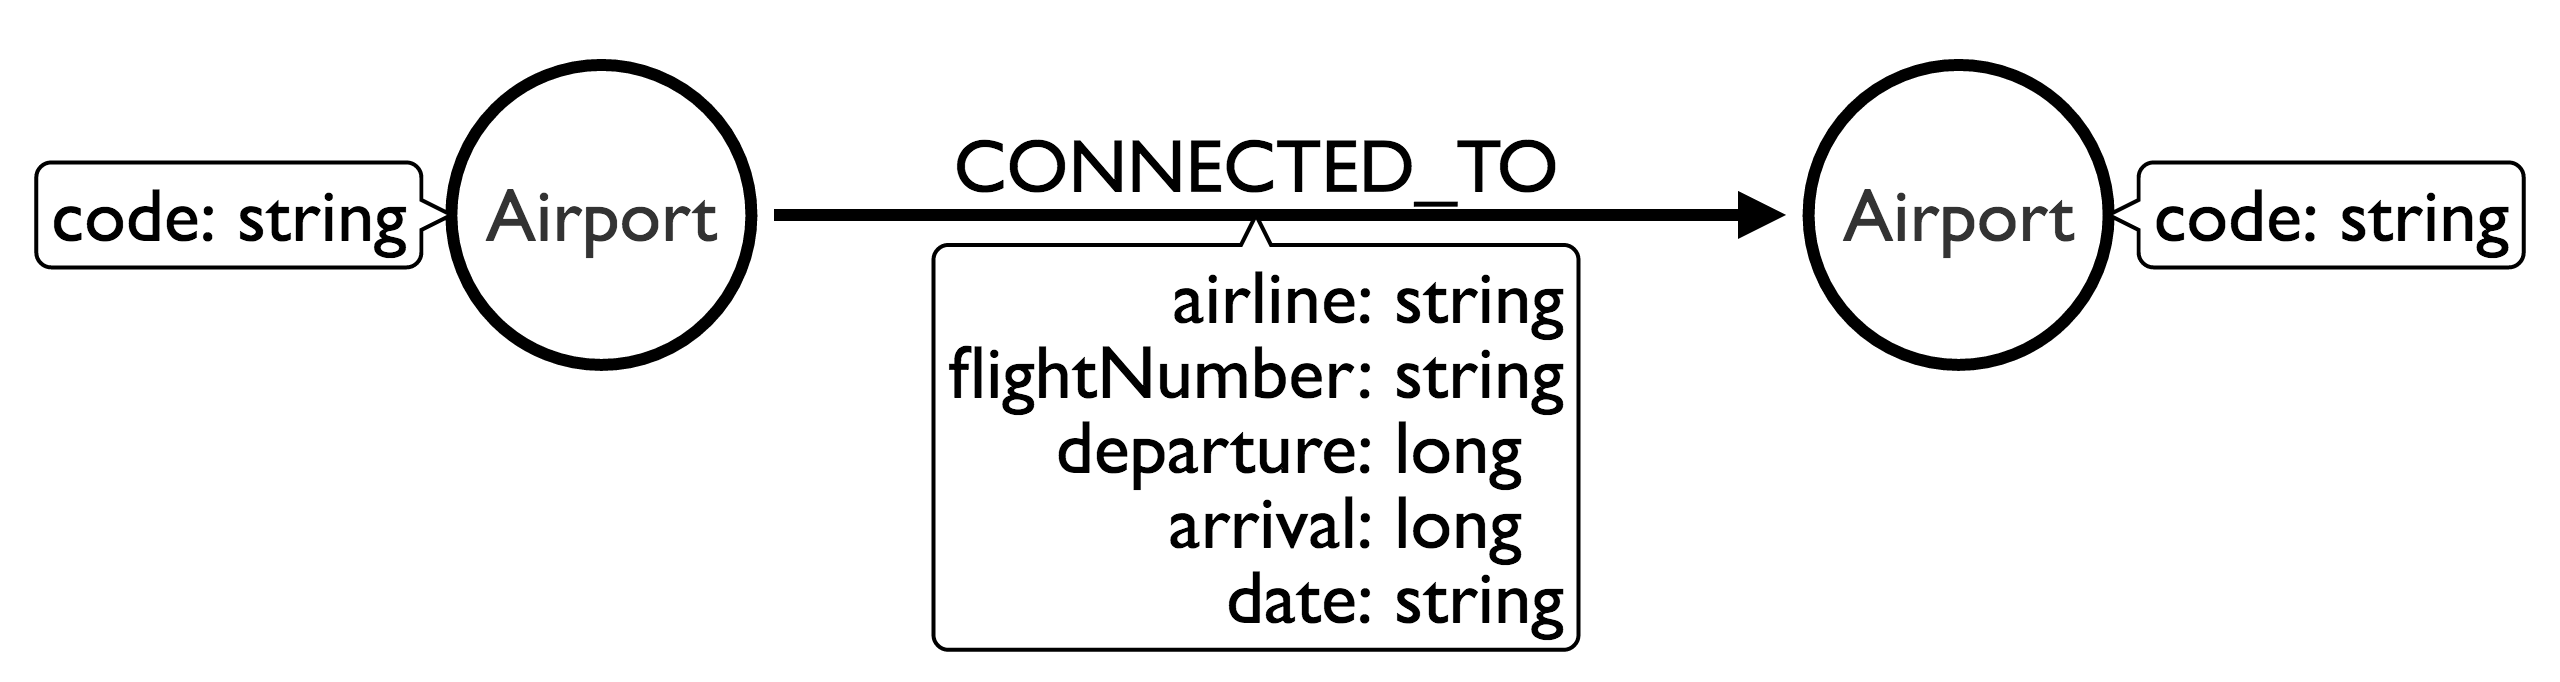 code: string
Airport
CONNECTED_TO
airline: string
flightNumber: string
departure: long
arrival: long
date: string
Airport
code: string